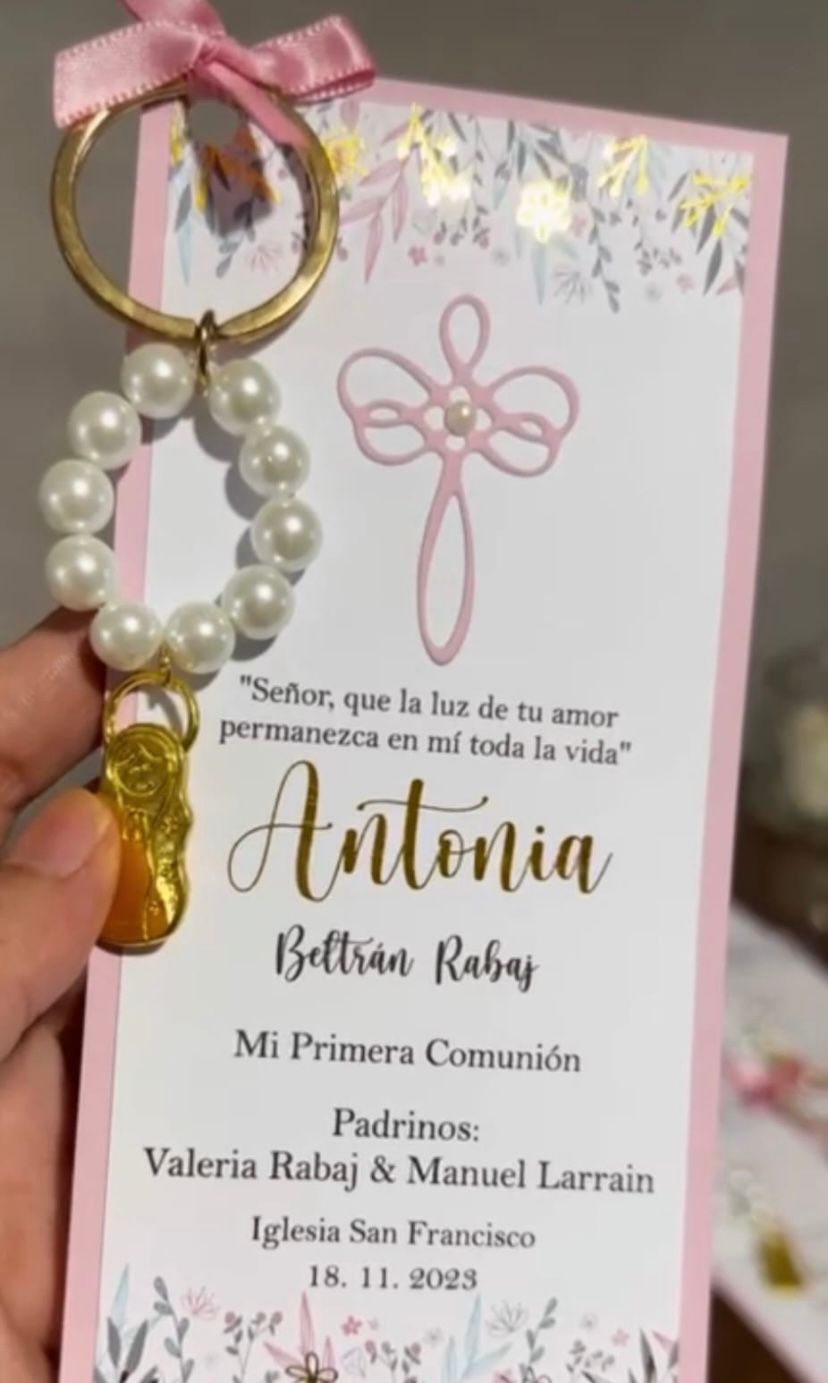 "Señor, que la luz de tu amor
permanezca en mí toda la vida"
Antonia
Beltrán Rabaj
Mi Primera Comunión
Padrinos:
Valeria Rabaj & Manuel Larrain
Iglesia San Francisco
18. 11. 2023